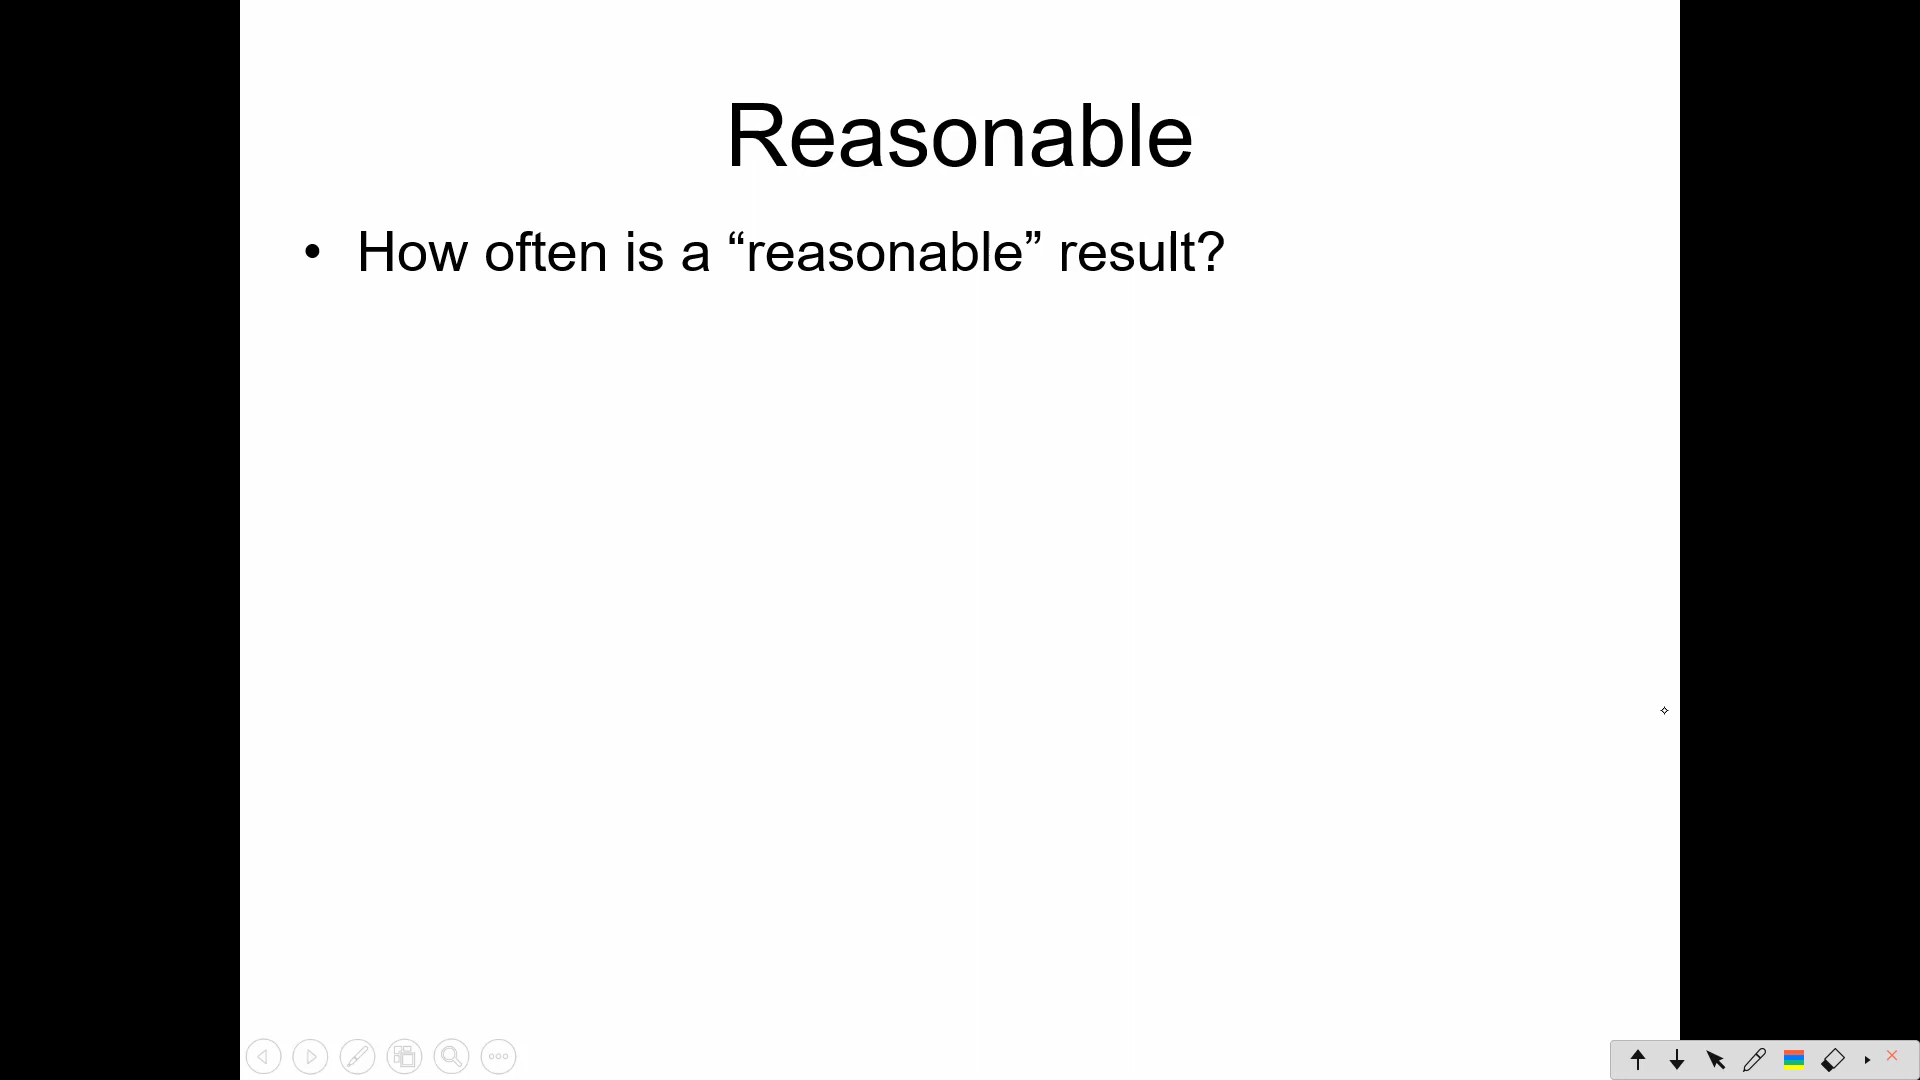 Reasonable
• How often is a “reasonable” result?